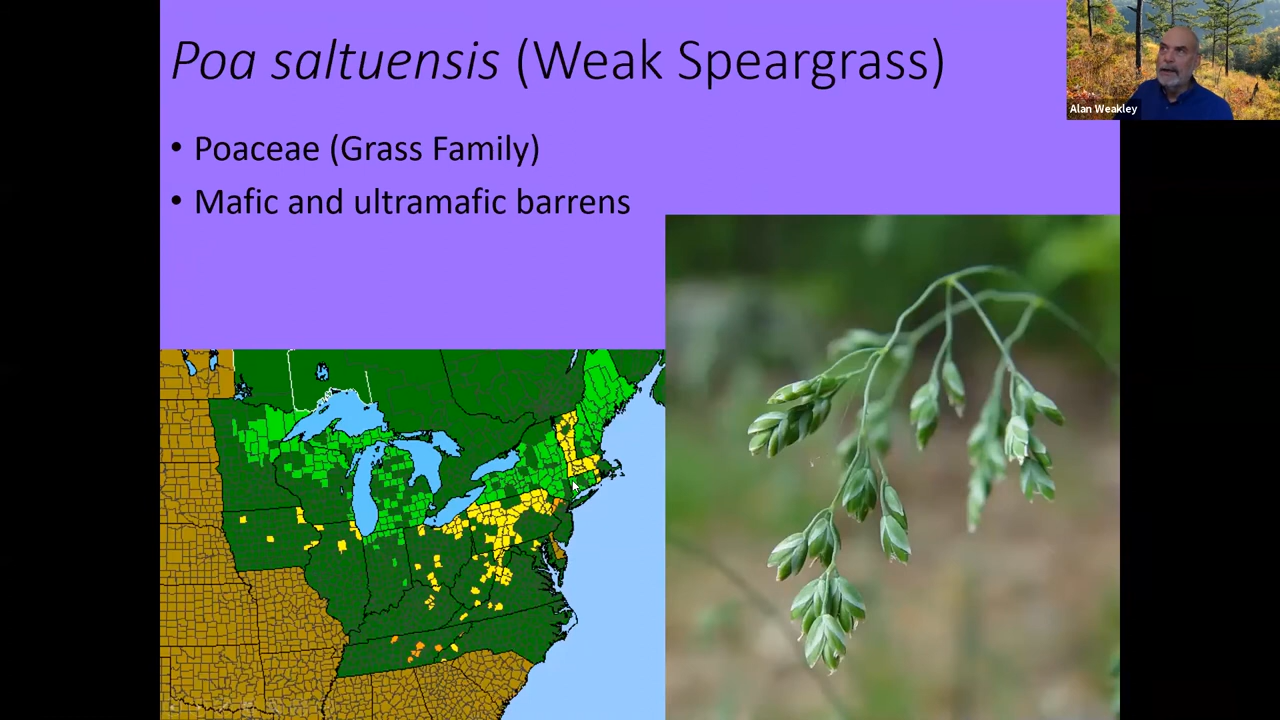 Poa saltuensis (Weak Speargrass)
Alan Weakley
• Poaceae (Grass Family)
• Mafic and ultramafic barrens